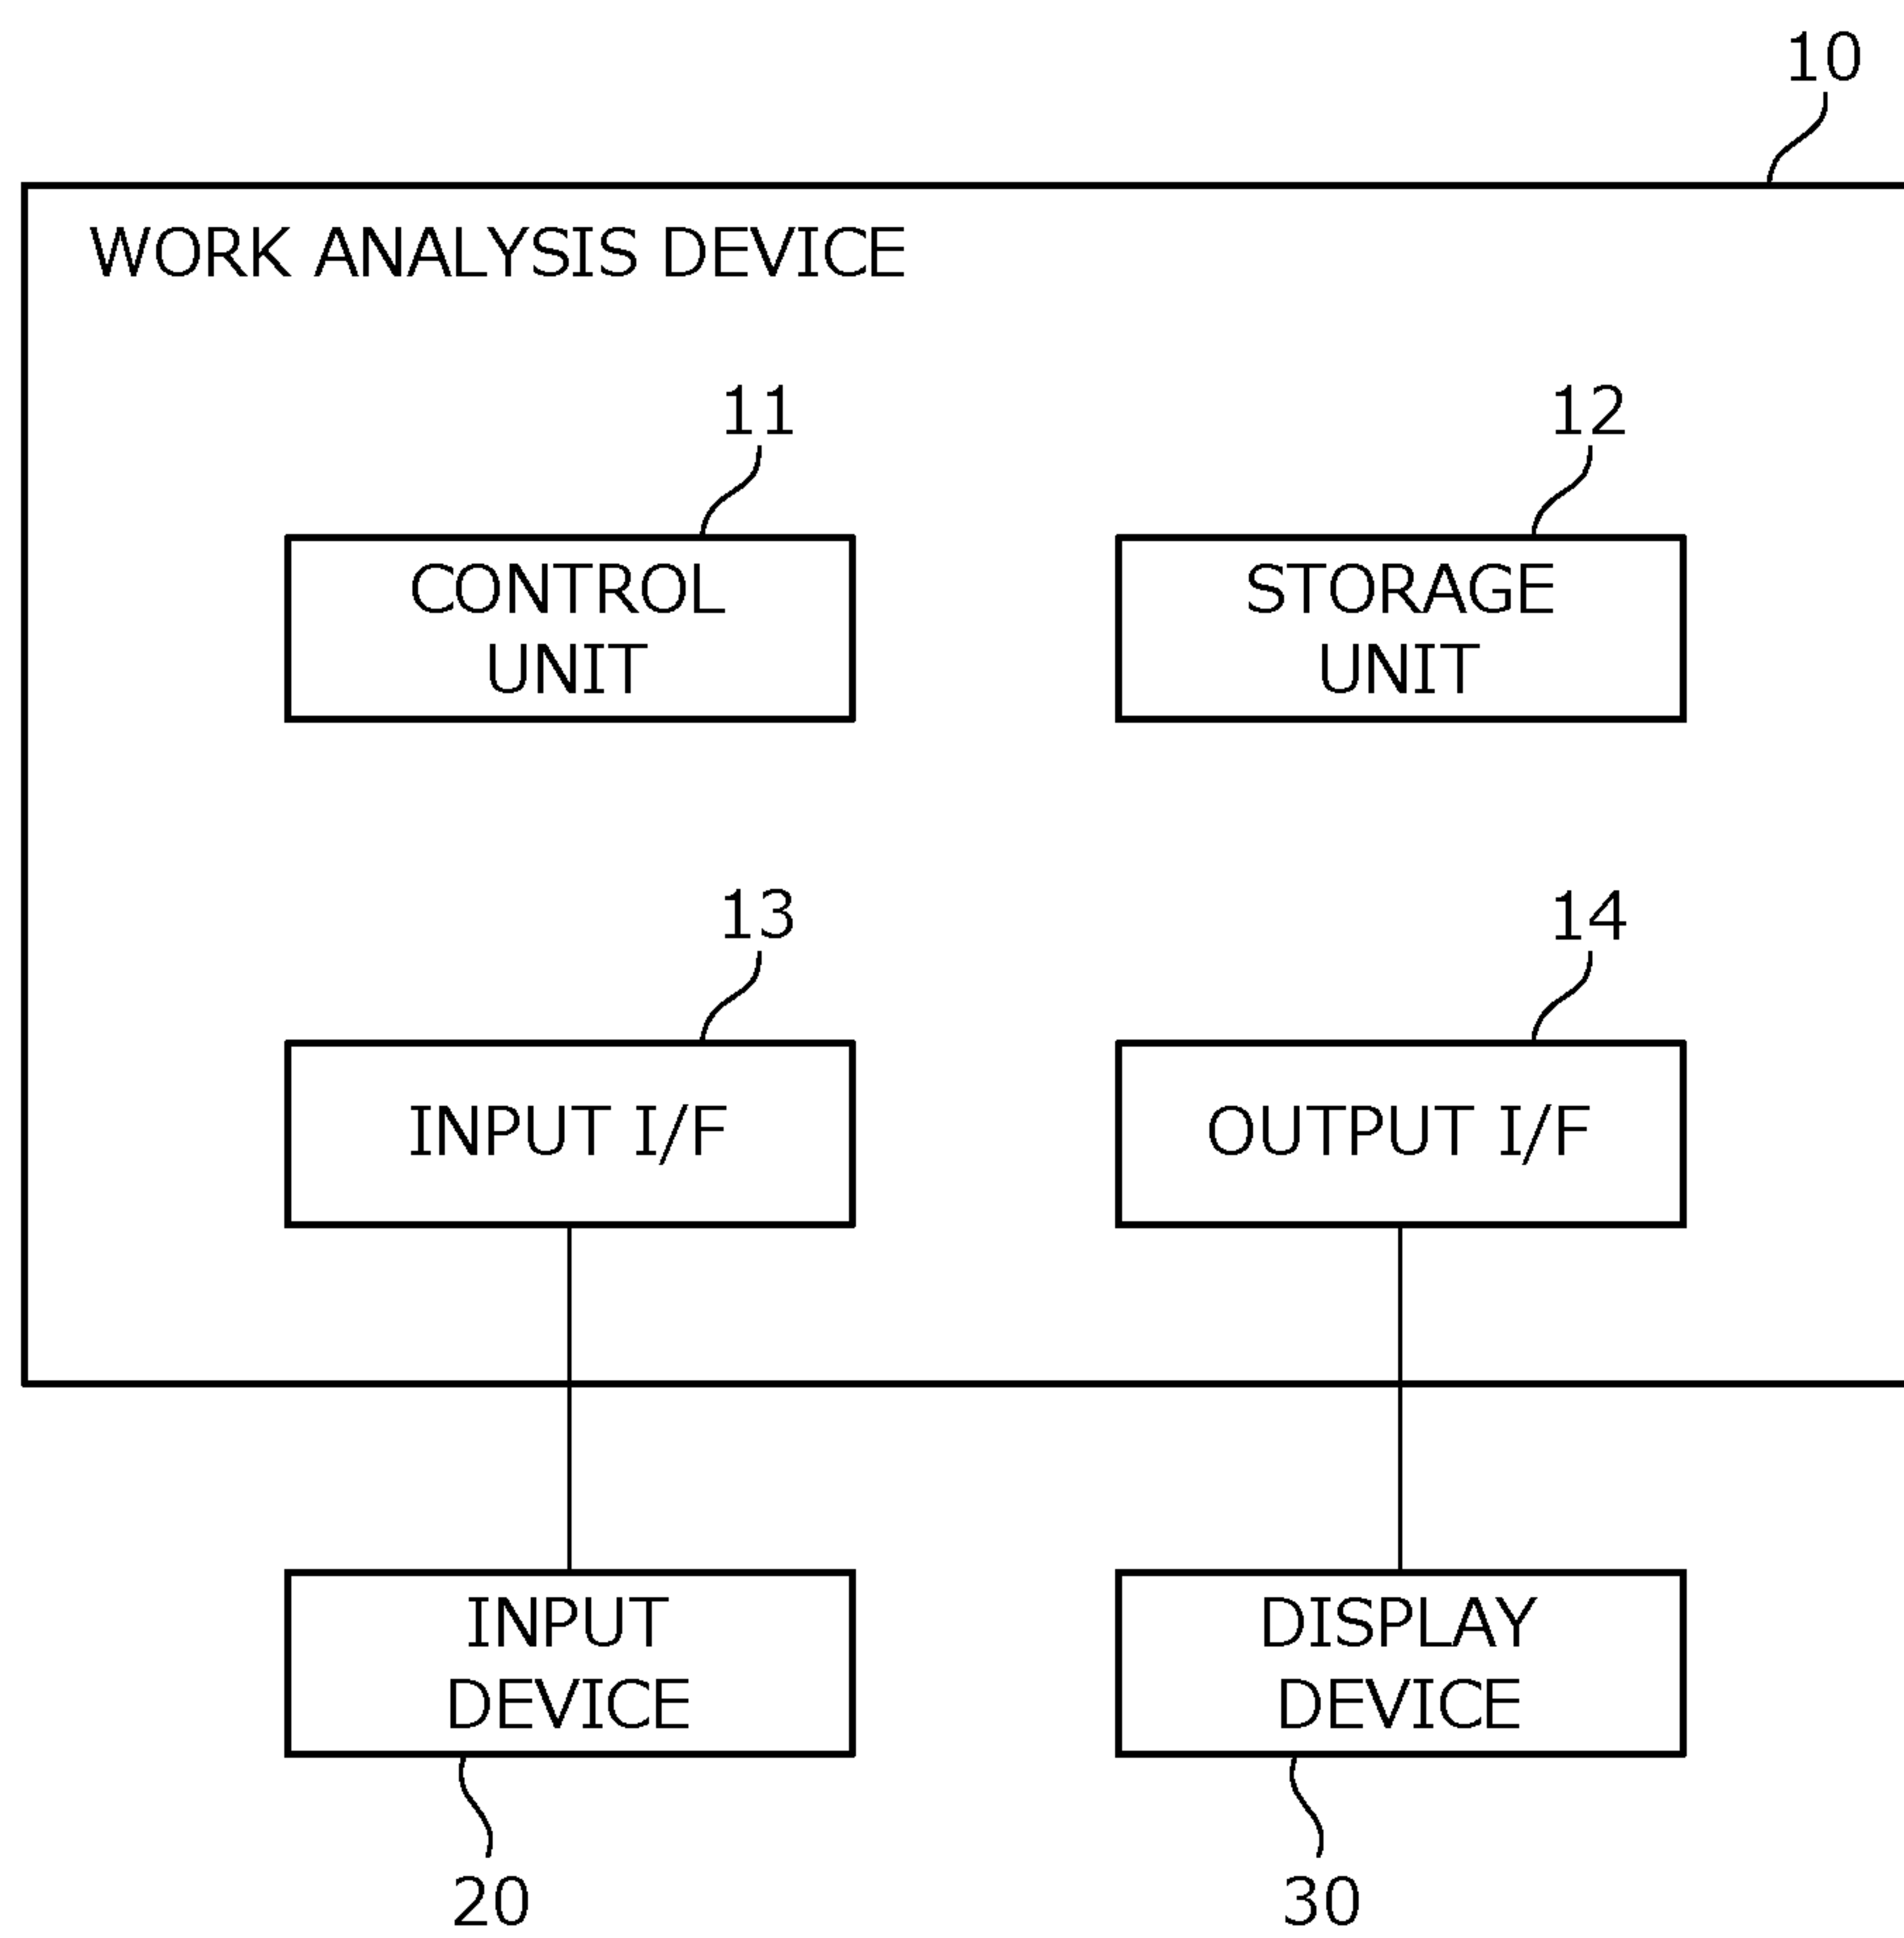 10
WORK ANALYSIS DEVICE
11
12
CONTROL
UNIT
STORAGE
UNIT
13
14
INPUT I/F
OUTPUT I/F
INPUT
DEVICE
DISPLAY
DEVICE
20
30